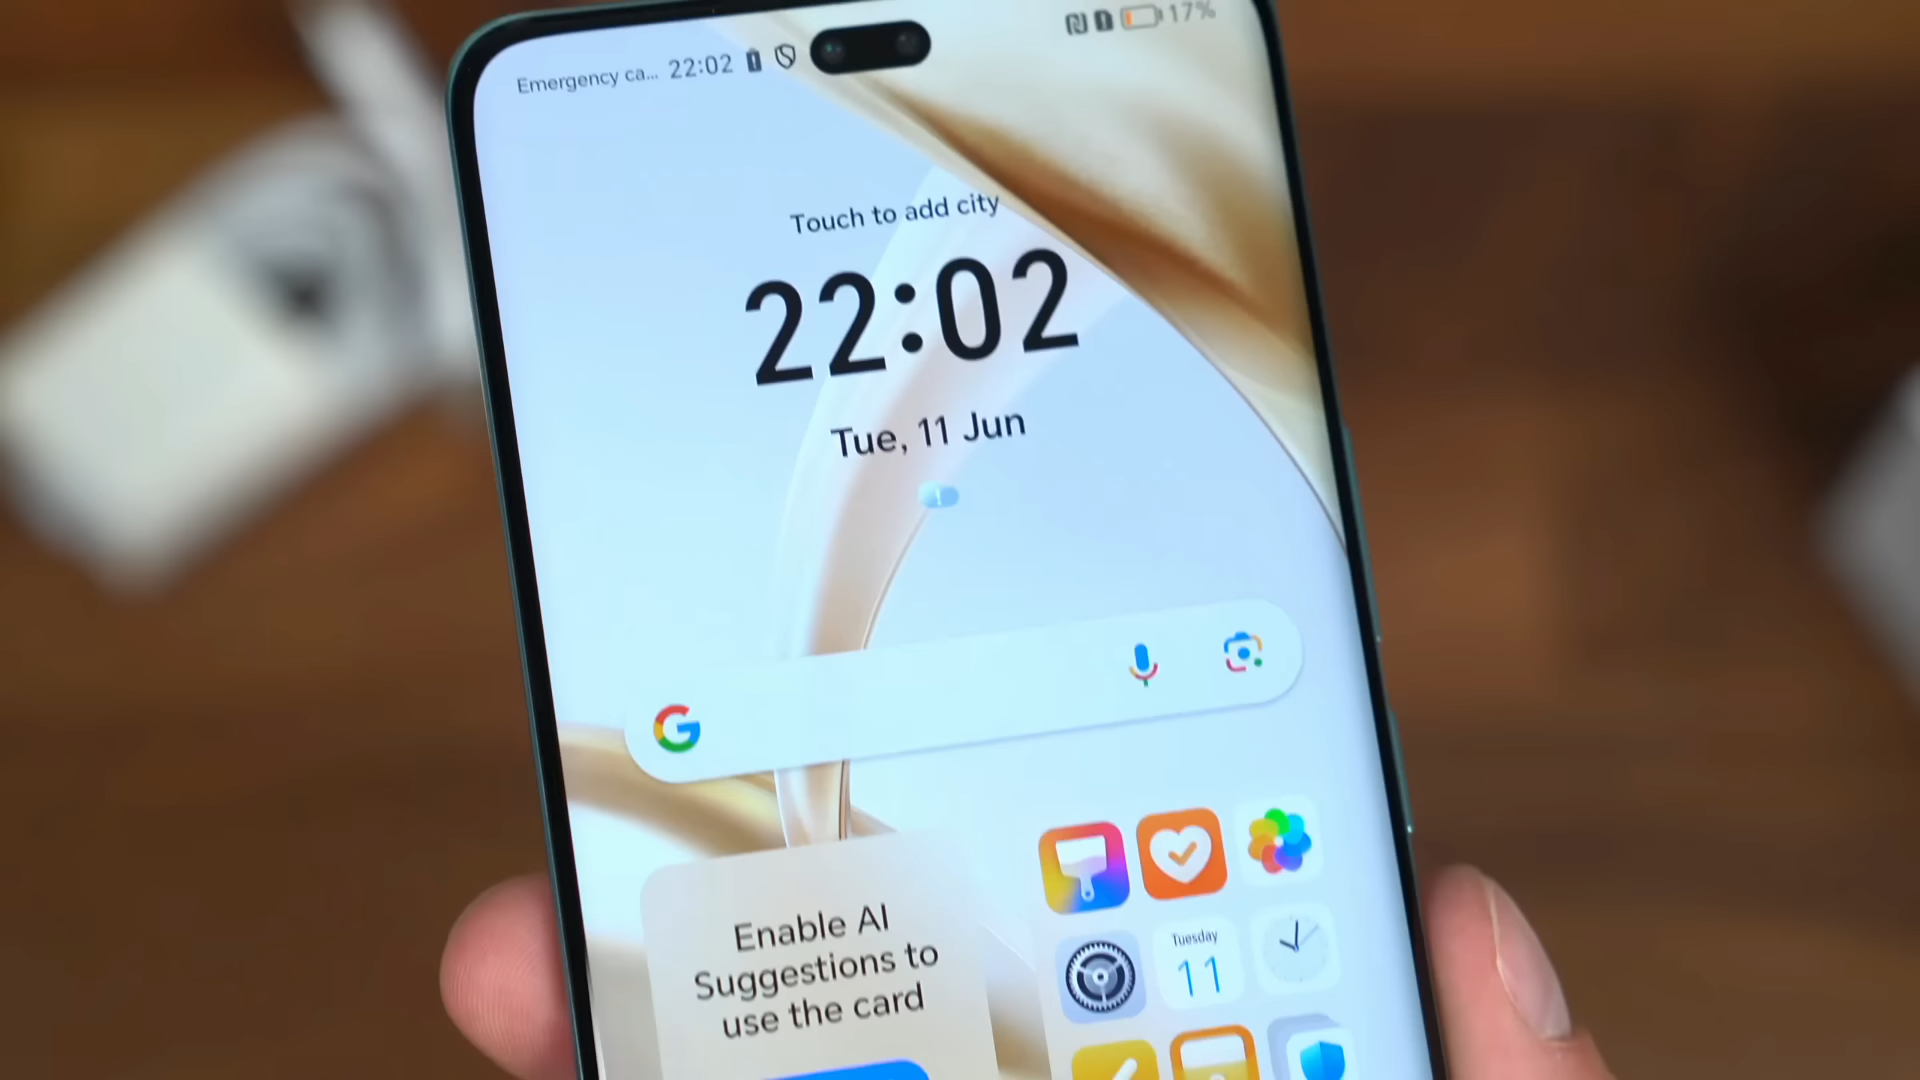 Emergency ca... 22:02
17%
Touch to add city
22:02
Tue, 11 Jun
G
Enable AI
Suggestions to
use the card
Tuesday
11